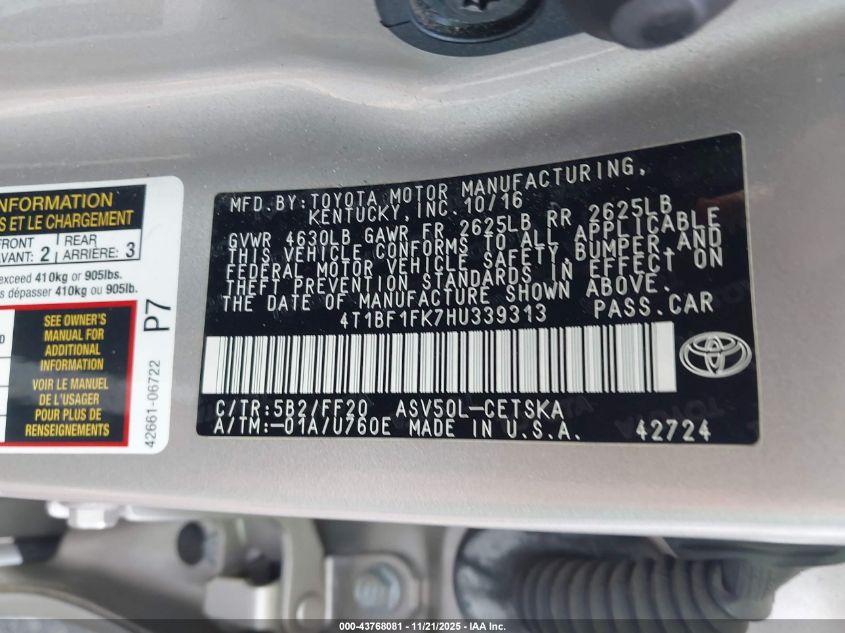 INFORMATION
S ET LE CHARGEMENT
FRONT
AVANT: 2
REAR
ARRIÈRE: 3
exceed 410kg or 905lbs.
s dépasser 410kg ou 905lb.
SEE OWNER'S
MANUAL FOR
ADDITIONAL
INFORMATION
VOIR LE MANUEL
DE
L'USAGER POUR
PLUS DE
RENSEIGNEMENTS
P7
42661-06722
MFD.BY:TOYOTA MOTOR MANUFACTURING,
KENTUCKY,INC.10/16
GVWR 4630LB GAWR FR 2625LB RR 2625LB
THIS VEHICLE CONFORMS TO ALL APPLICABLE
FEDERAL MOTOR VEHICLE SAFETY,BUMPER,AND
THEFT PREVENTION STANDARDS IN EFFECT ON
THE DATE OF MANUFACTURE SHOWN ABOVE.
4T1BF1FK7HU339313 PASS.CAR
C/TR:5B2/FF20 ASV50L-CETSKA
A/TM:-01A/U760E MADE IN U.S.A. 42724
000-43768081 - 11/21/2025 - IAA Inc.